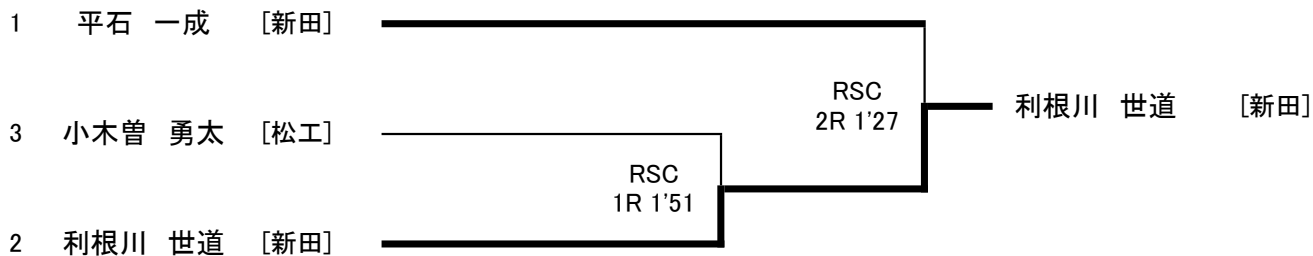 1 平石 一成 [新田]
RSC
2R 1'27
利根川 世道 [新田]
3 小木曽 勇太 [松工]
RSC
1R 1'51
2 利根川 世道 [新田]